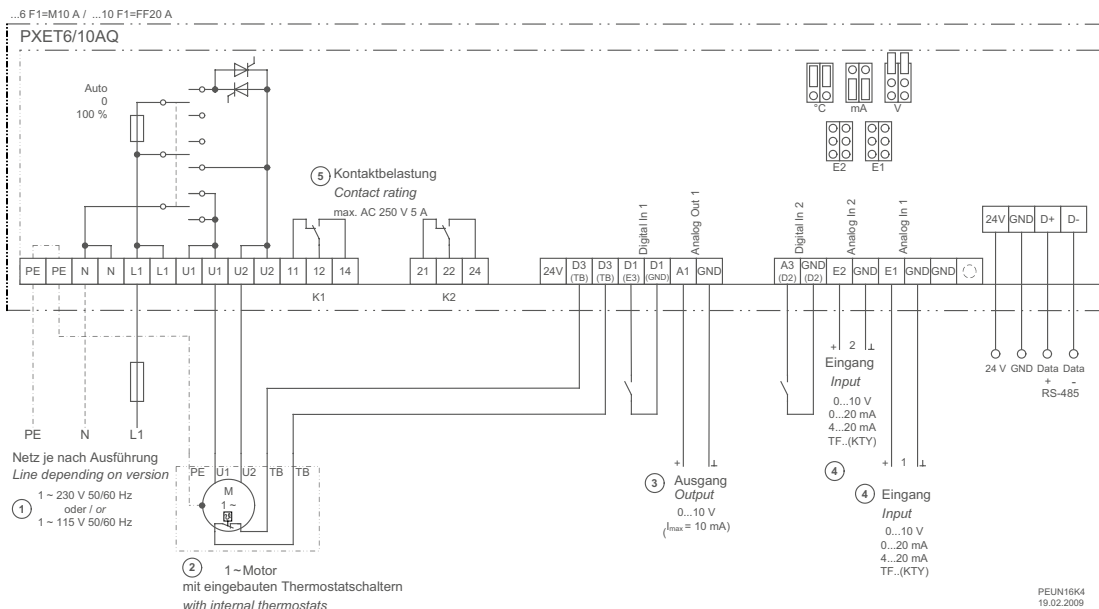 ...6 F1=M10 A / ...10 F1=FF20 A
PXET6/10AQ
Auto
0
100 %
°C
mA
V
E2
E1
5 Kontaktbelastung
Contact rating
max. AC 250 V 5 A
Digital In 1
Analog Out 1
Digital In 2
Analog In 2
Analog In 1
24V GND D+ D-
PE PE N N L1 L1 U1 U1 U2 U2 11 12 14
21 22 24
24V D3 (TB) D3 (TB) D1 (E3) D1 (GND) A1 GND
A3 (D2) GND (D2) E2 GND E1 GND GND
K1
K2
+ 2 ⊥
Eingang
Input
0...10 V
0...20 mA
4...20 mA
TF..(KTY)
4
24 V GND Data + Data -
RS-485
PE N L1
Netz je nach Ausführung
Line depending on version
1
1 ~ 230 V 50/60 Hz
oder / or
1 ~ 115 V 50/60 Hz
PE U1 U2 TB TB
M
1 ~
2 1~Motor
mit eingebauten Thermostatschaltern
with internal thermostats
+ ⊥
3 Ausgang
Output
0...10 V
(Imax = 10 mA)
+ 1 ⊥
4 Eingang
Input
0...10 V
0...20 mA
4...20 mA
TF..(KTY)
PEUN16K4
19.02.2009